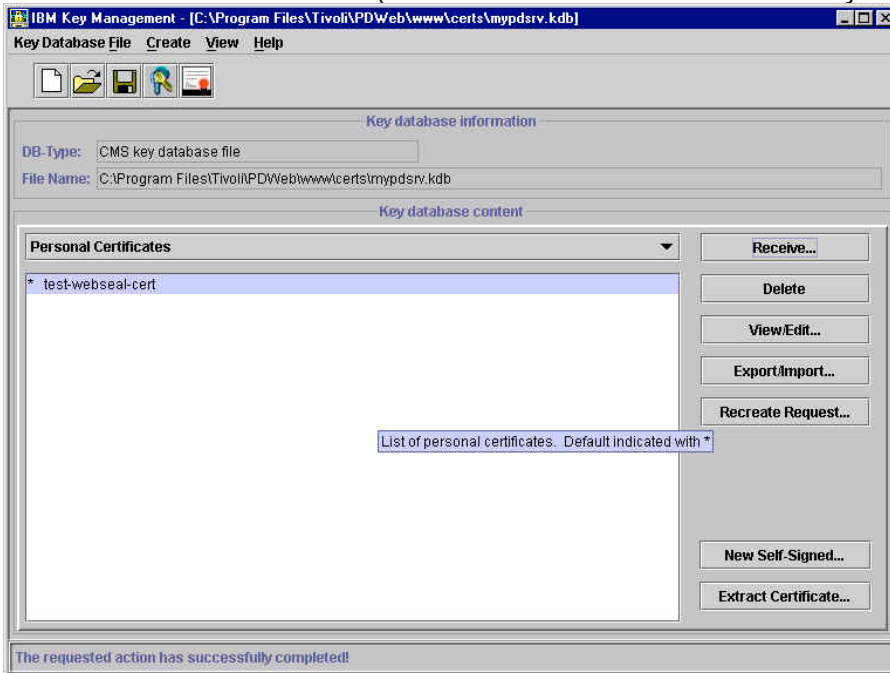 IBM Key Management - [C:\Program Files\Tivoli\PDWeb\www\certs\mypdsrv.kdb]
Key Database File Create View Help
Key database information
DB-Type: CMS key database file
File Name: C:\Program Files\Tivoli\PDWeb\www\certs\mypdsrv.kdb
Key database content
Personal Certificates
Receive...
* test-webseal-cert
Delete
View/Edit...
Export/Import...
Recreate Request...
List of personal certificates. Default indicated with *
New Self-Signed...
Extract Certificate...
The requested action has successfully completed!